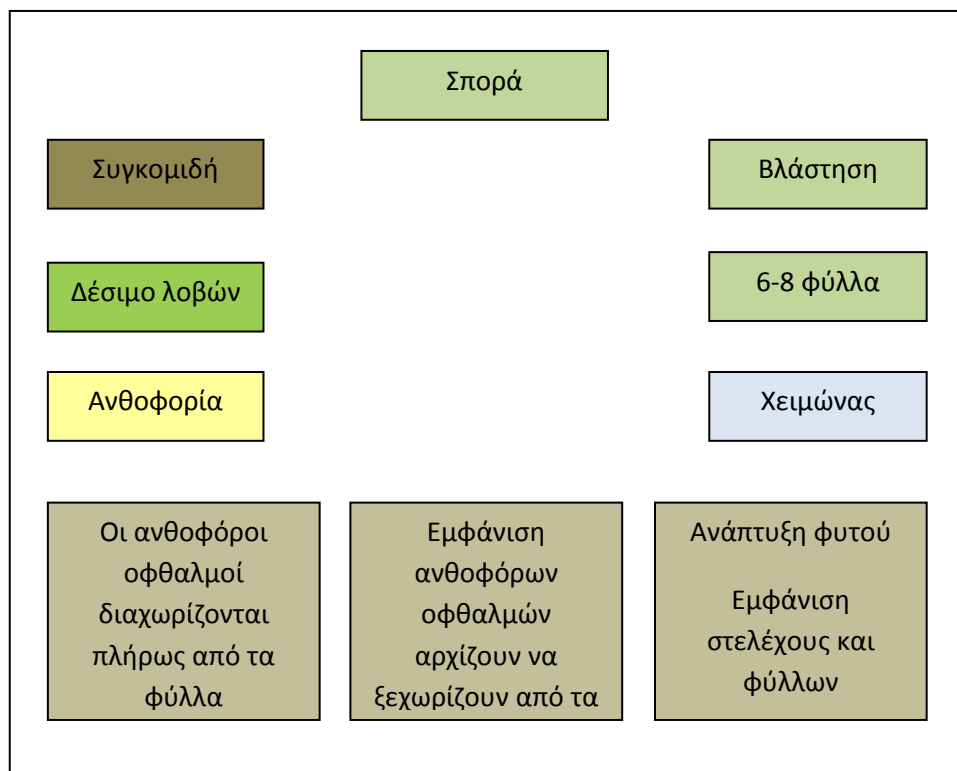 Σπορά
Συγκομιδή
Βλάστηση
Δέσιμο λοβών
6-8 φύλλα
Ανθοφορία
Χειμώνας
Οι ανθοφόροι
οφθαλμοί
διαχωρίζονται
πλήρως από τα
φύλλα
Εμφάνιση
ανθοφόρων
οφθαλμών
αρχίζουν να
ξεχωρίζουν από τα
Ανάπτυξη φυτού
Εμφάνιση
στελέχους και
φύλλων